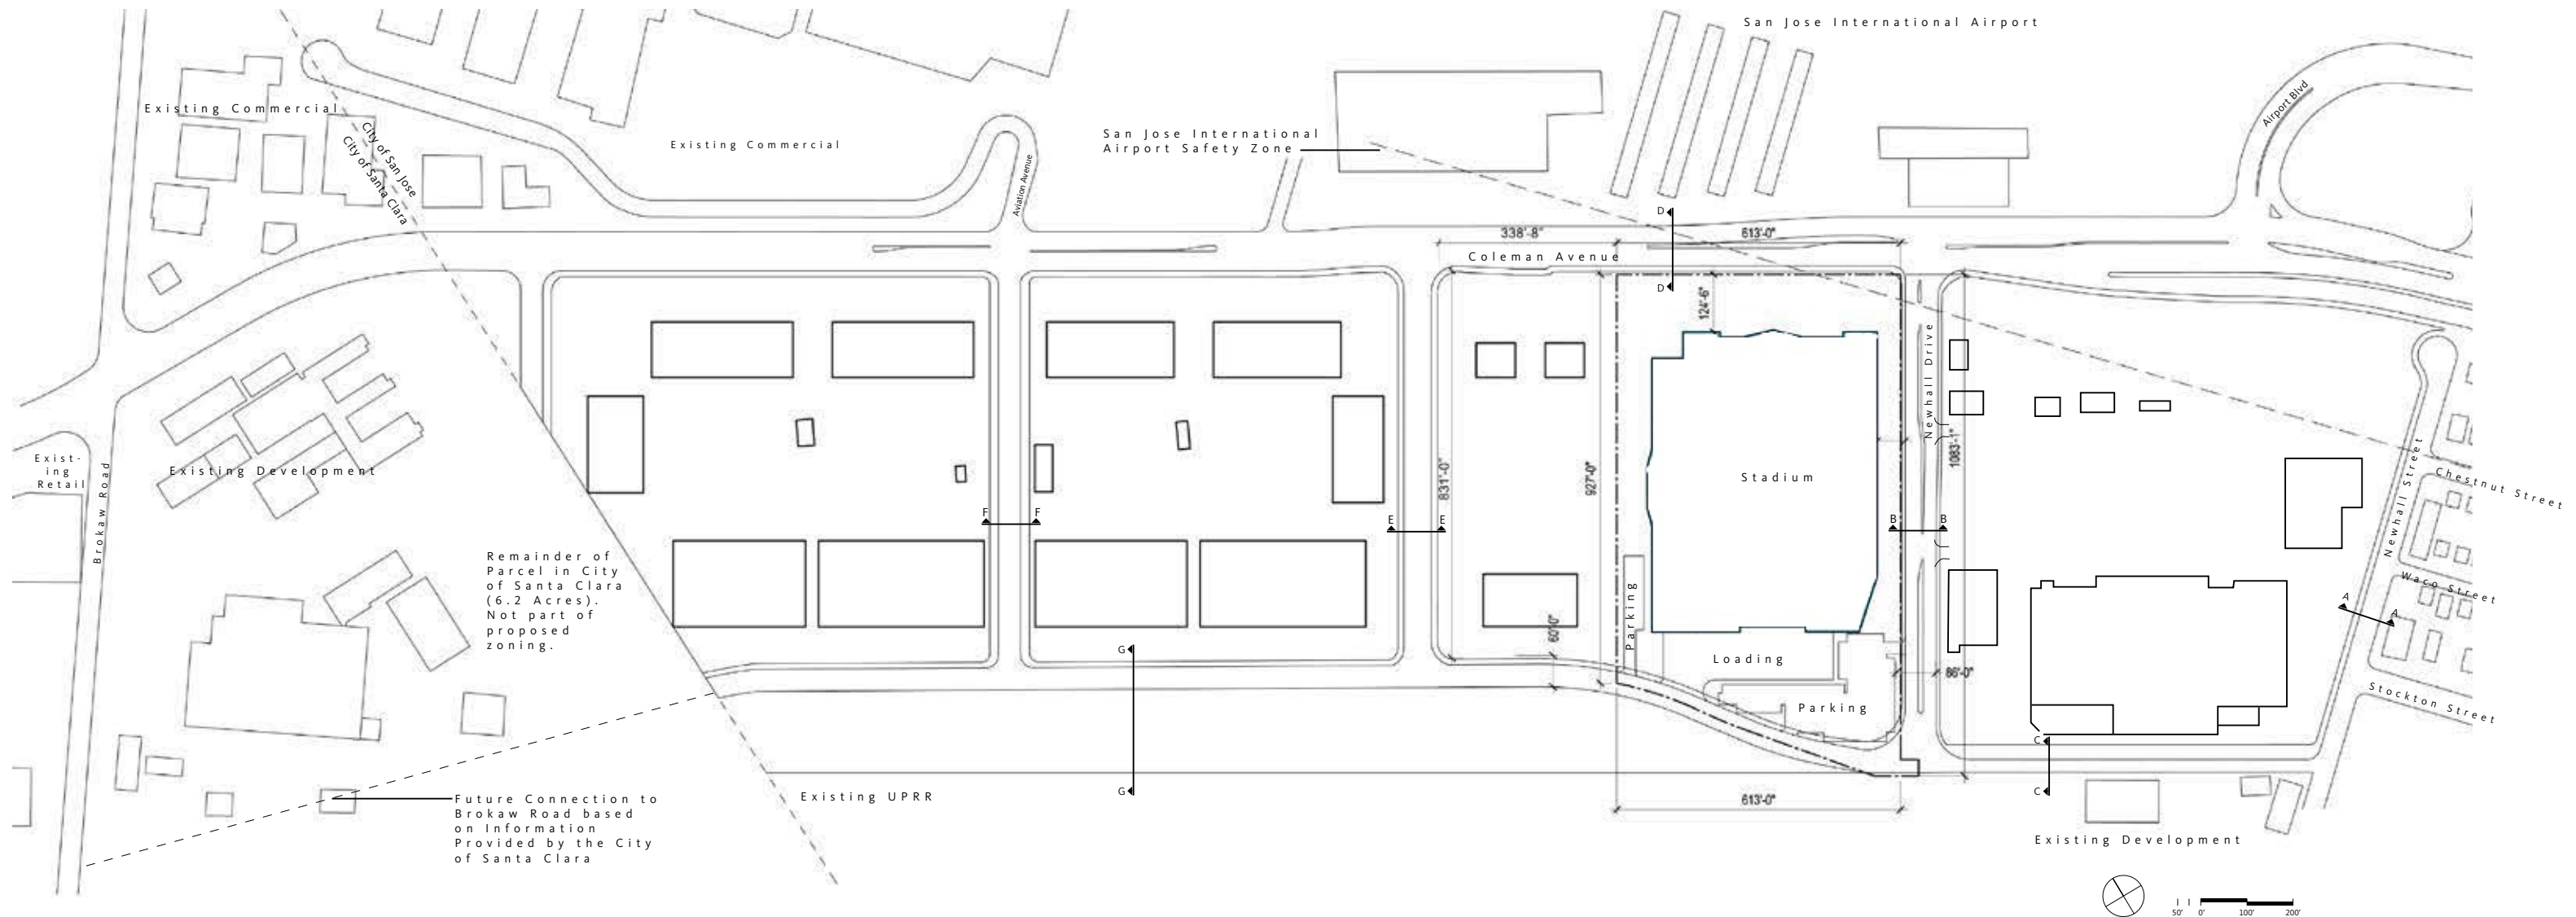 San Jose International Airport
Airport Blvd
Existing Commercial
City of San Jose
City of Santa Clara
Existing Commercial
Aviation Avenue
San Jose International
Airport Safety Zone
D
338'-8"
613'-0"
Coleman Avenue
D
124'-6"
Newhall Drive
Exist-
ing
Retail
Brokaw Road
Existing Development
831'-0"
927'-0"
Stadium
1083'-1"
Newhall Street
Chestnut Street
F
F
E
E
B
B
Remainder of
Parcel in City
of Santa Clara
(6.2 Acres).
Not part of
proposed
zoning.
Waco Street
A
A
Parking
60'-0"
G
Loading
86'-0"
Stockton Street
Parking
C
G
C
Existing UPRR
613'-0"
Future Connection to
Brokaw Road based
on Information
Provided by the City
of Santa Clara
Existing Development
50' 0' 100' 200'